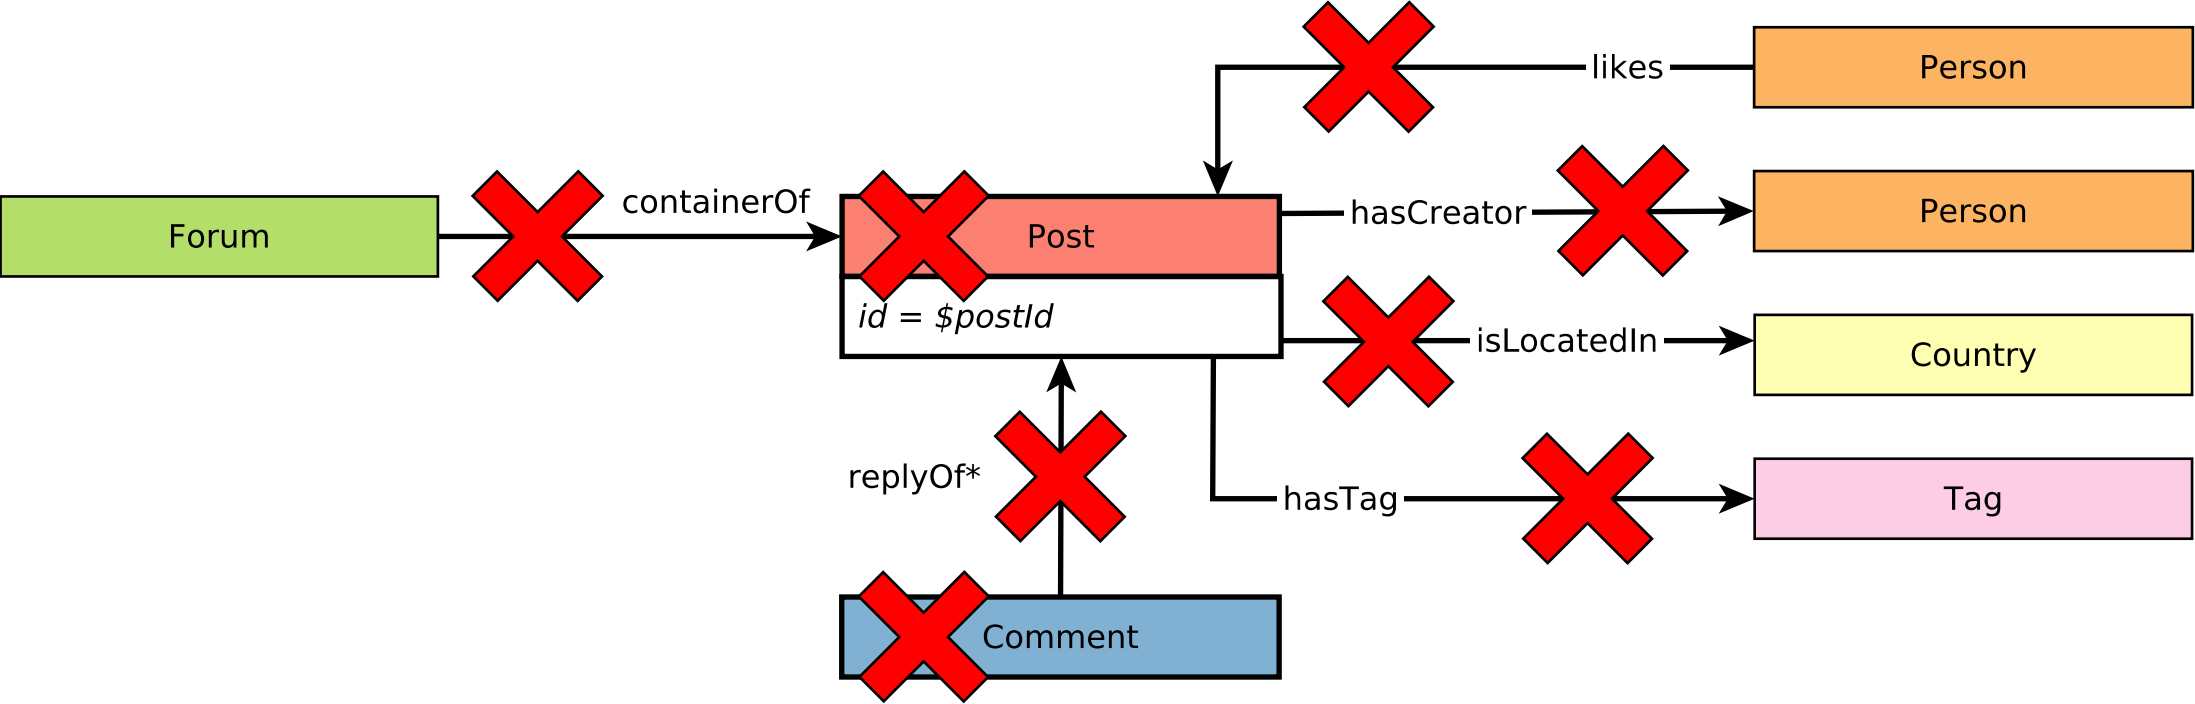 likes
Person
containerOf
hasCreator
Person
Forum
Post
id = $postId
isLocatedIn
Country
replyOf*
hasTag
Tag
Comment